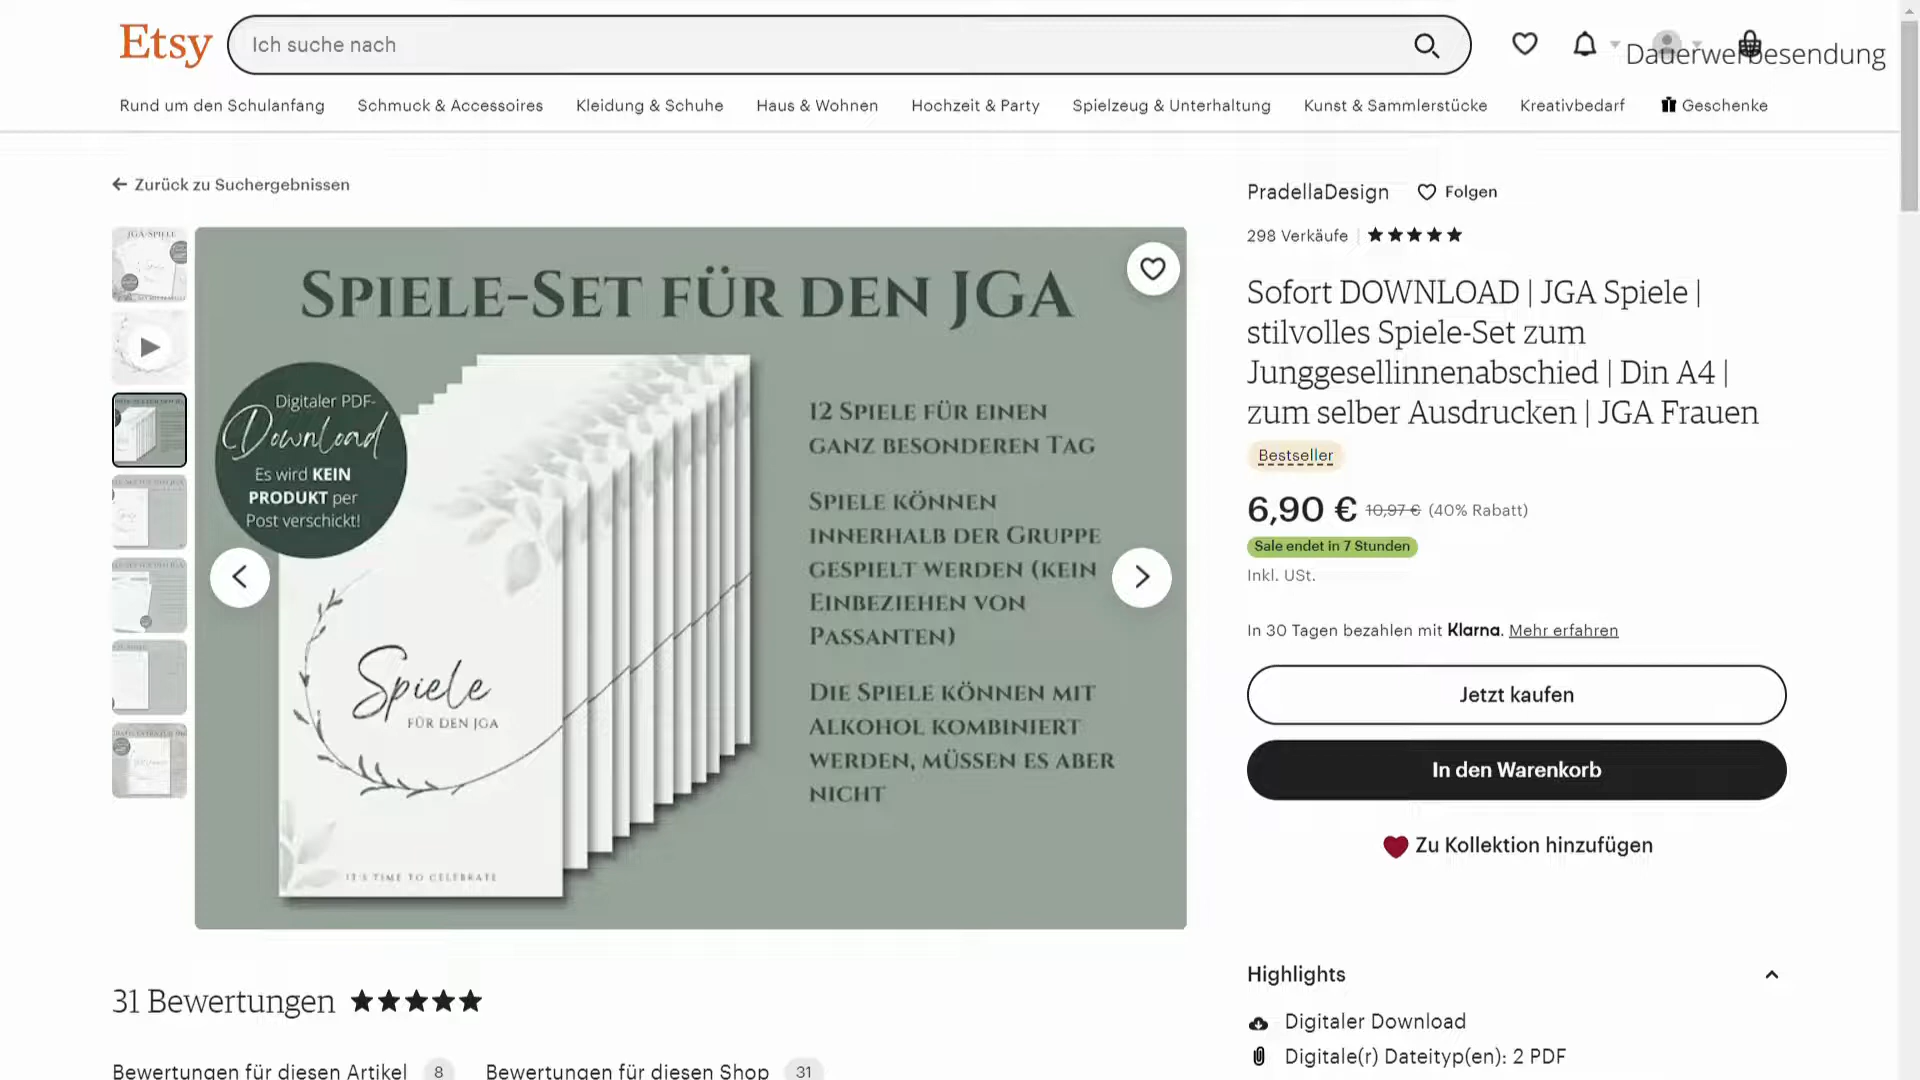 Etsy
Ich suche nach
Dauerwerbesendung
Rund um den Schulanfang
Schmuck & Accessoires
Kleidung & Schuhe
Haus & Wohnen
Hochzeit & Party
Spielzeug & Unterhaltung
Kunst & Sammlerstücke
Kreativbedarf
Geschenke
Zurück zu Suchergebnissen
JGA-SPIELE
SPIELE-SET FÜR DEN JGA
Digitaler PDF-
Download
Es wird KEIN
PRODUKT per
Post verschickt!
12 SPIELE FÜR EINEN
GANZ BESONDEREN TAG
SPIELE KÖNNEN
INNERHALB DER GRUPPE
GESPIELT WERDEN (KEIN
EINBEZIEHEN VON
PASSANTEN)
DIE SPIELE KÖNNEN MIT
ALKOHOL KOMBINIERT
WERDEN, MÜSSEN ES ABER
NICHT
Spiele
FÜR DEN JGA
IT'S TIME TO CELEBRATE
PradellaDesign
Folgen
298 Verkäufe
Sofort DOWNLOAD | JGA Spiele |
stilvolles Spiele-Set zum
Junggesellinnenabschied | Din A4 |
zum selber Ausdrucken | JGA Frauen
Bestseller
6,90 € 10,97 € (40% Rabatt)
Sale endet in 7 Stunden
Inkl. USt.
In 30 Tagen bezahlen mit Klarna. Mehr erfahren
Jetzt kaufen
In den Warenkorb
Zu Kollektion hinzufügen
Highlights
Digitaler Download
Digitale(r) Dateityp(en): 2 PDF
31 Bewertungen
Bewertungen für diesen Artikel 8
Bewertungen für diesen Shop 31